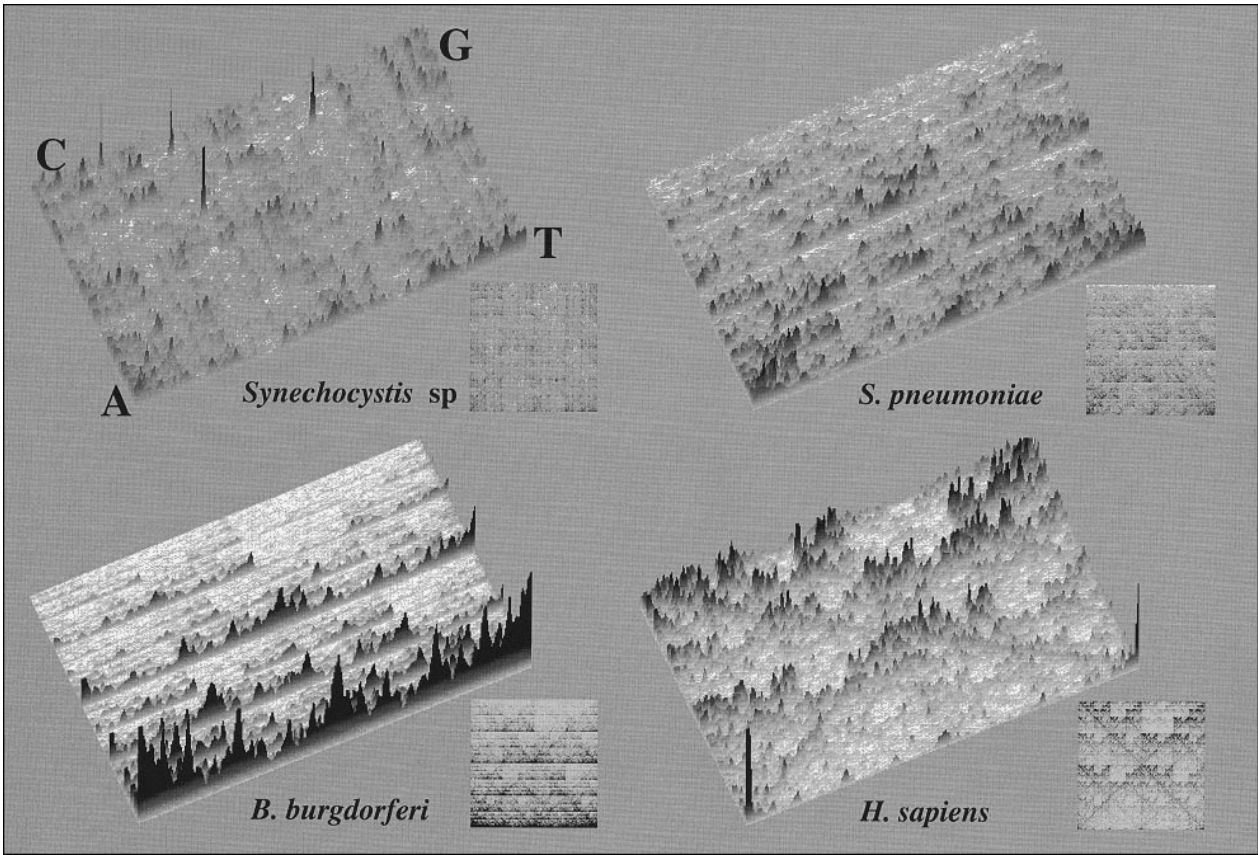 G
C
T
A
Synechocystis sp
S. pneumoniae
B. burgdorferi
H. sapiens